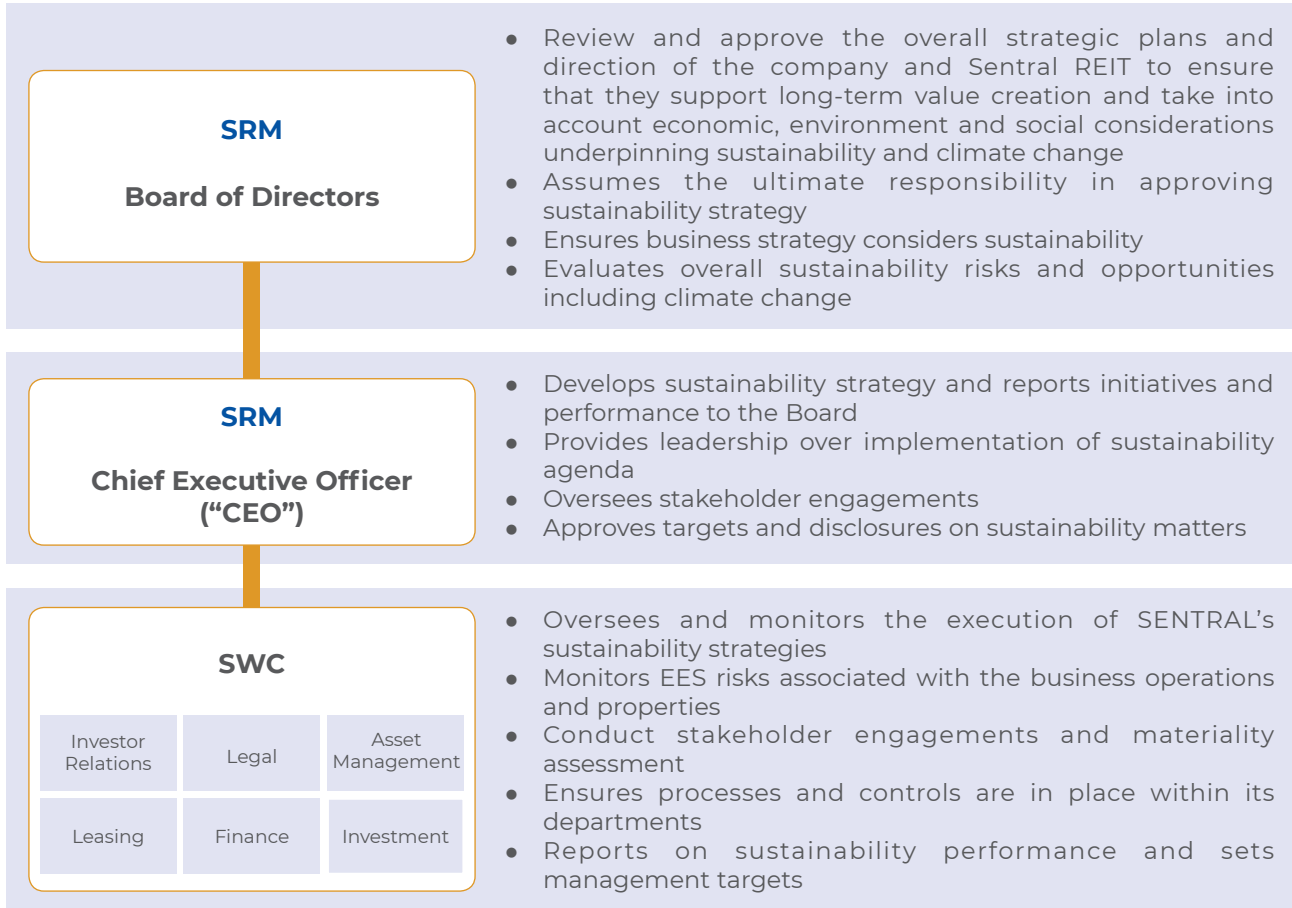 SRM
Board of Directors
● Review and approve the overall strategic plans and
direction of the company and Sentral REIT to ensure
that they support long-term value creation and take into
account economic, environment and social considerations
underpinning sustainability and climate change
● Assumes the ultimate responsibility in approving
sustainability strategy
● Ensures business strategy considers sustainability
● Evaluates overall sustainability risks and opportunities
including climate change
SRM
Chief Executive Officer
(“CEO”)
● Develops sustainability strategy and reports initiatives and
performance to the Board
● Provides leadership over implementation of sustainability
agenda
● Oversees stakeholder engagements
● Approves targets and disclosures on sustainability matters
SWC
Investor
Relations
Legal
Asset
Management
Leasing
Finance
Investment
● Oversees and monitors the execution of SENTRAL’s
sustainability strategies
● Monitors EES risks associated with the business operations
and properties
● Conduct stakeholder engagements and materiality
assessment
● Ensures processes and controls are in place within its
departments
● Reports on sustainability performance and sets
management targets